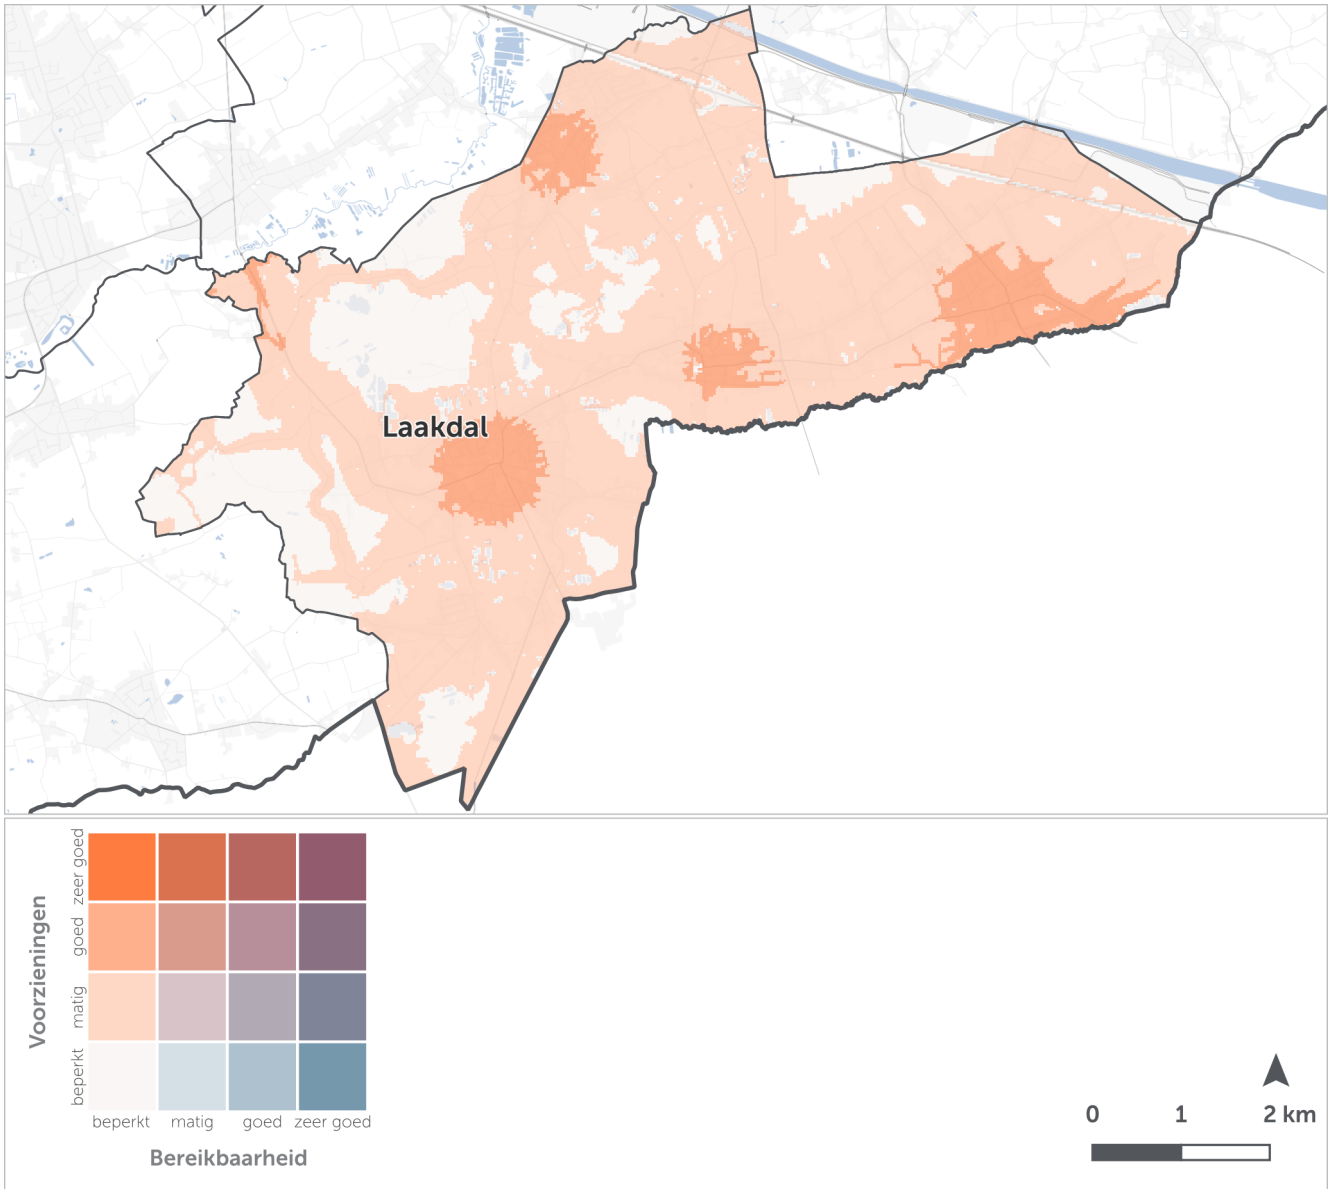 Laakdal
Voorzieningen
zeer goed
goed
matig
beperkt
beperkt matig goed zeer goed
Bereikbaarheid
0 1 2 km